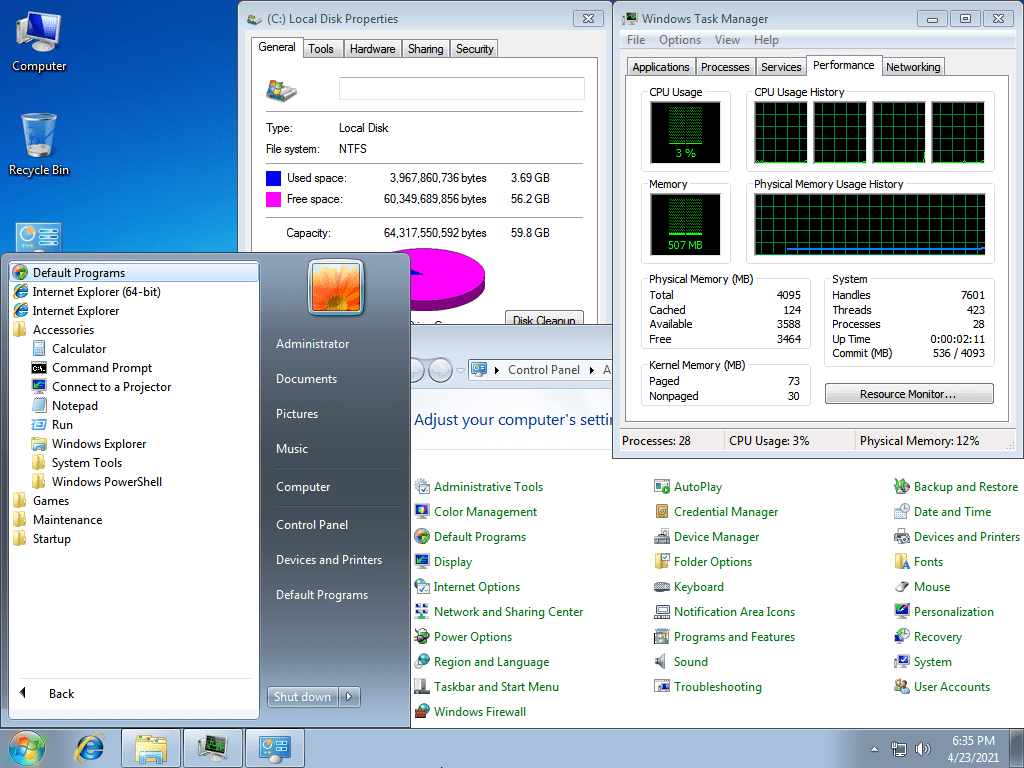 Computer
Recycle Bin
(C:) Local Disk Properties
General Tools Hardware Sharing Security
Type: Local Disk
File system: NTFS
Used space: 3,967,860,736 bytes 3.69 GB
Free space: 60,349,689,856 bytes 56.2 GB
Capacity: 64,317,550,592 bytes 59.8 GB
Disk Cleanup
Windows Task Manager
File Options View Help
Applications Processes Services Performance Networking
CPU Usage CPU Usage History
3 %
Memory Physical Memory Usage History
507 MB
Physical Memory (MB)
Total 4095
Cached 124
Available 3588
Free 3464
Kernel Memory (MB)
Paged 73
Nonpaged 30
System
Handles 7601
Threads 423
Processes 28
Up Time 0:00:02:11
Commit (MB) 536 / 4093
Resource Monitor...
Processes: 28 CPU Usage: 3% Physical Memory: 12%
Default Programs
Internet Explorer (64-bit)
Internet Explorer
Accessories
Calculator
Command Prompt
Connect to a Projector
Notepad
Run
Windows Explorer
System Tools
Windows PowerShell
Games
Maintenance
Startup
Back
Administrator
Documents
Pictures
Music
Computer
Control Panel
Devices and Printers
Default Programs
Shut down
Control Panel
Adjust your computer's
Administrative Tools AutoPlay Backup and Restore
Color Management Credential Manager Date and Time
Default Programs Device Manager Devices and Printers
Display Folder Options Fonts
Internet Options Keyboard Mouse
Network and Sharing Center Notification Area Icons Personalization
Power Options Programs and Features Recovery
Region and Language Sound System
Taskbar and Start Menu Troubleshooting User Accounts
Windows Firewall
6:35 PM
4/23/2021